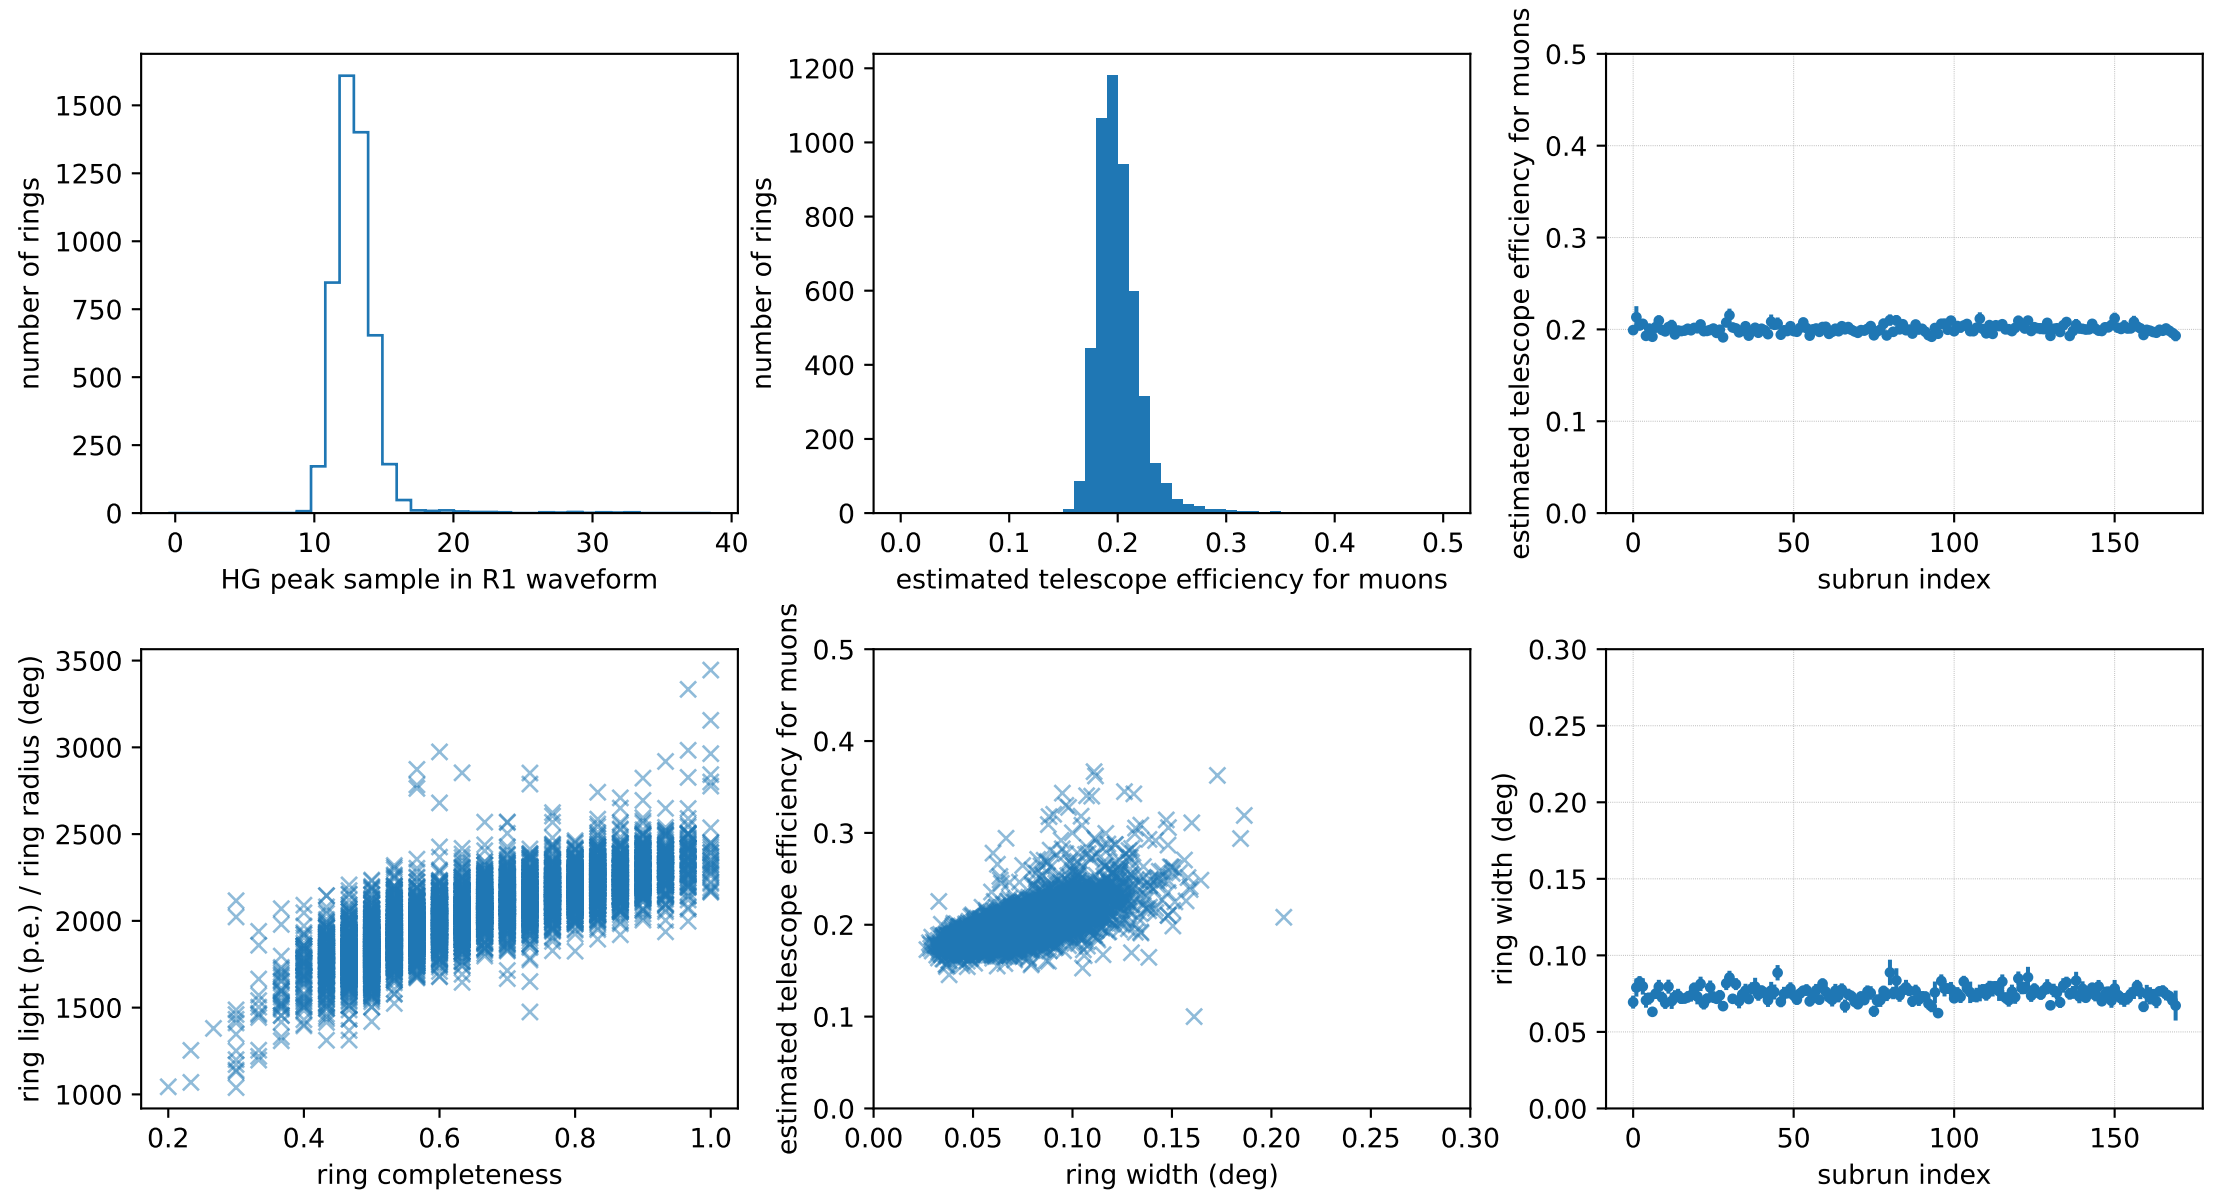 1500
1250
1000
750
500
250
0
number of rings
0 10 20 30 40
HG peak sample in R1 waveform
1200
1000
800
600
400
200
0
number of rings
0.0 0.1 0.2 0.3 0.4 0.5
estimated telescope efficiency for muons
0.5
0.4
0.3
0.2
0.1
0.0
estimated telescope efficiency for muons
0 50 100 150
subrun index
3500
3000
2500
2000
1500
1000
ring light (p.e.) / ring radius (deg)
0.2 0.4 0.6 0.8 1.0
ring completeness
0.5
0.4
0.3
0.2
0.1
0.0
estimated telescope efficiency for muons
0.00 0.05 0.10 0.15 0.20 0.25 0.30
ring width (deg)
0.30
0.25
0.20
0.15
0.10
0.05
0.00
ring width (deg)
0 50 100 150
subrun index